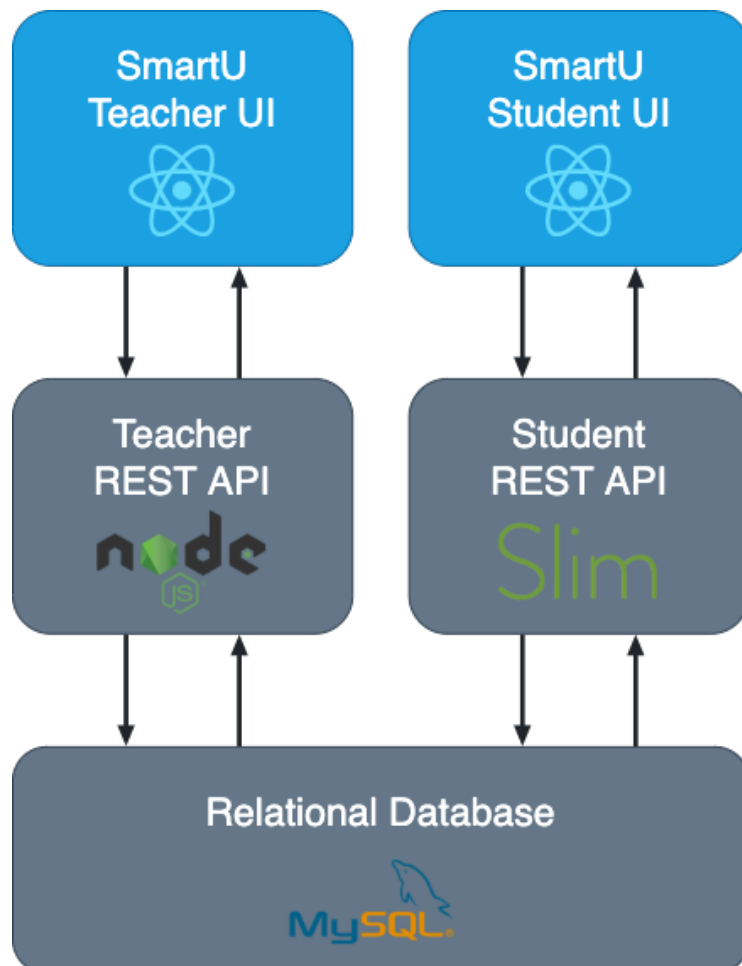 SmartU
Teacher UI
SmartU
Student UI
Teacher
REST API
node
JS
Student
REST API
Slim
Relational Database
MySQL®